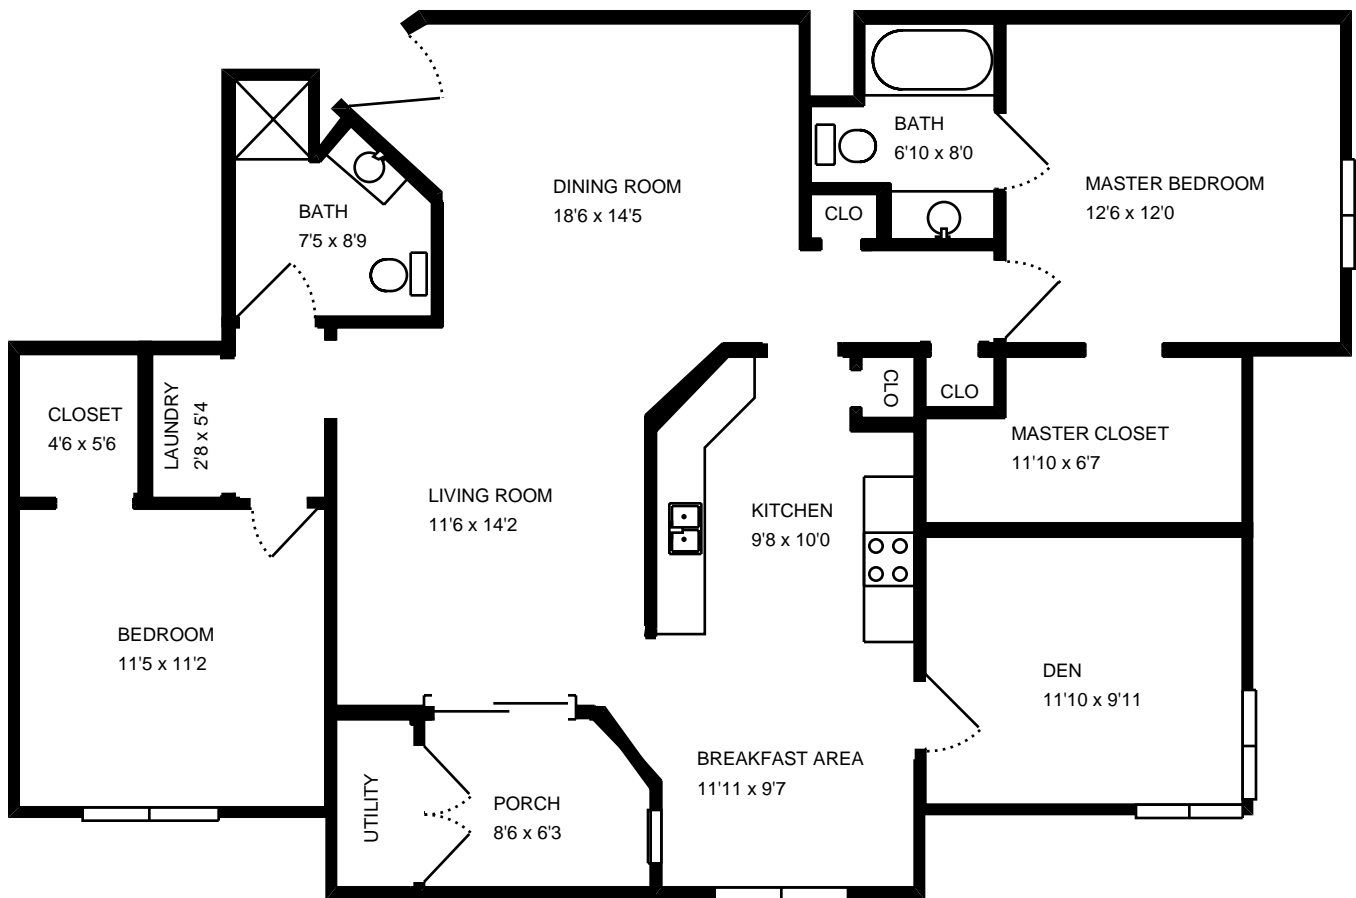 BATH
6'10 x 8'0
DINING ROOM
18'6 x 14'5
MASTER BEDROOM
12'6 x 12'0
BATH
7'5 x 8'9
CLO
CLOSET
4'6 x 5'6
LAUNDRY
2'8 x 5'4
CLO
CLO
MASTER CLOSET
11'10 x 6'7
LIVING ROOM
11'6 x 14'2
KITCHEN
9'8 x 10'0
BEDROOM
11'5 x 11'2
DEN
11'10 x 9'11
BREAKFAST AREA
11'11 x 9'7
UTILITY
PORCH
8'6 x 6'3